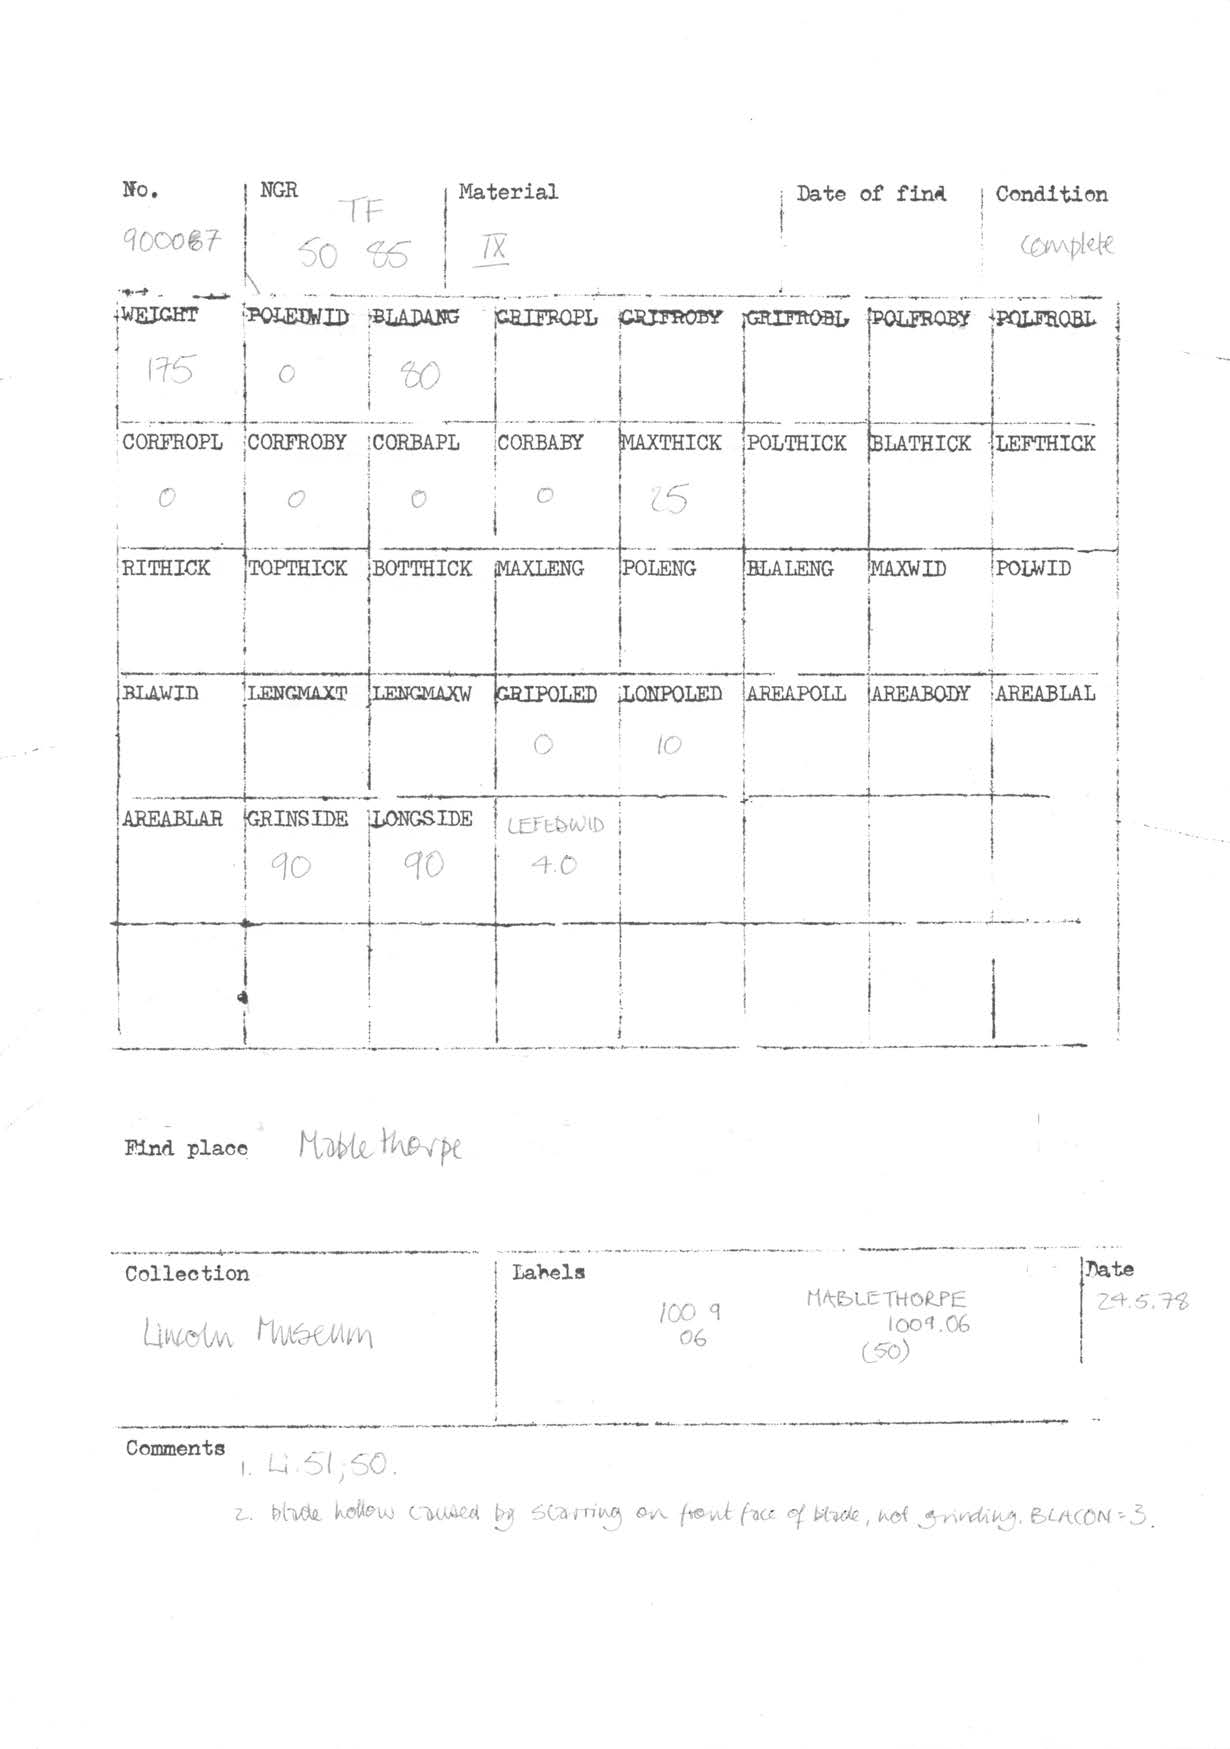 No. NGR Material Date of find Condition
TF
900067 50 85 IX complete
WEIGHT POLEDWID BLADANG GRIFROPL GRIFROBY GRIFROBL POLFROBY POLFROBL
175 0 80
CORFROPL CORFROBY CORBAPL CORBABY MAXTHICK POLTHICK BLATHICK LEFTHICK
0 0 0 0 25
RITHICK TOPTHICK BOTTHICK MAXLENG POLENG BLALENG MAXWID POLWID
BLAWID LENGMAXT LENGMAXW GRIPOLED LONPOLED AREAPOLL AREABODY AREABLAL
0 10
AREABLAR GRINSIDE LONGSIDE LEFEDWID
90 90 4.0
Find place Mablethorpe
Collection Labels Date
Lincoln Museum
100 9
06
MABLETHORPE
1009.06
(50)
24.5.78
Comments 1. Li.51,50.
2. blade hollow caused by scarring on front face of blade, not grinding. BLACON=3.